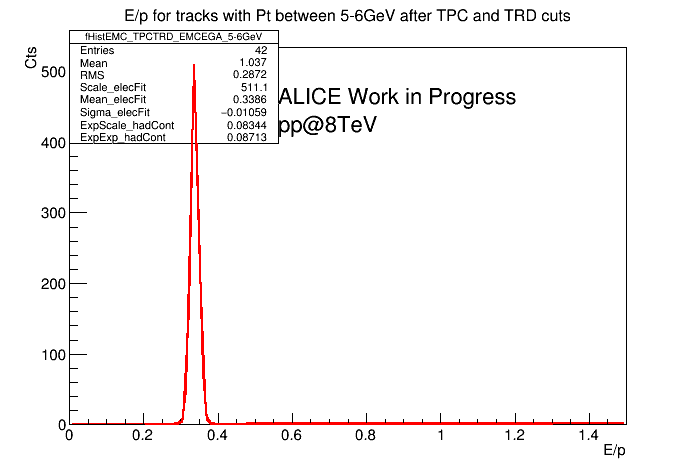 E/p for tracks with Pt between 5-6GeV after TPC and TRD cuts
fHistEMC_TPCTRD_EMCEGA_5-6GeV
Entries 42
Mean 1.037
RMS 0.2872
Scale_elecFit 511.1
Mean_elecFit 0.3386
Sigma_elecFit −0.01059
ExpScale_hadCont 0.08344
ExpExp_hadCont 0.08713
ALICE Work in Progress
pp@8TeV
Cts
500
400
300
200
100
0
0 0.2 0.4 0.6 0.8 1 1.2 1.4
E/p